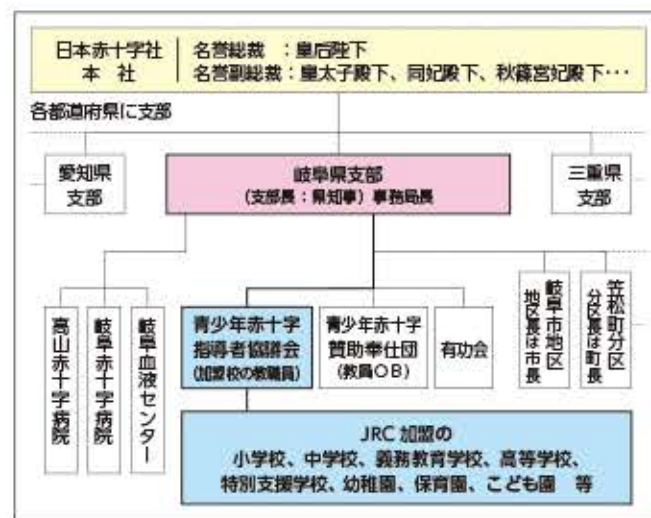 日本赤十字社
本 社
名誉総裁 ：皇后陛下
名誉副総裁：皇太子殿下、同妃殿下、秋篠宮妃殿下…
各都道府県に支部
愛知県
支部
岐阜県支部
(支部長：県知事) 事務局長
三重県
支部
高山赤十字病院
岐阜赤十字病院
岐阜血液センター
青少年赤十字
指導者協議会
(加盟校の教職員)
青少年赤十字
賛助奉仕団
(教員OB)
有功会
岐阜市地区
地区長は市長
笠松町分区
分区長は町長
JRC 加盟の
小学校、中学校、義務教育学校、高等学校、
特別支援学校、幼稚園、保育園、こども園 等